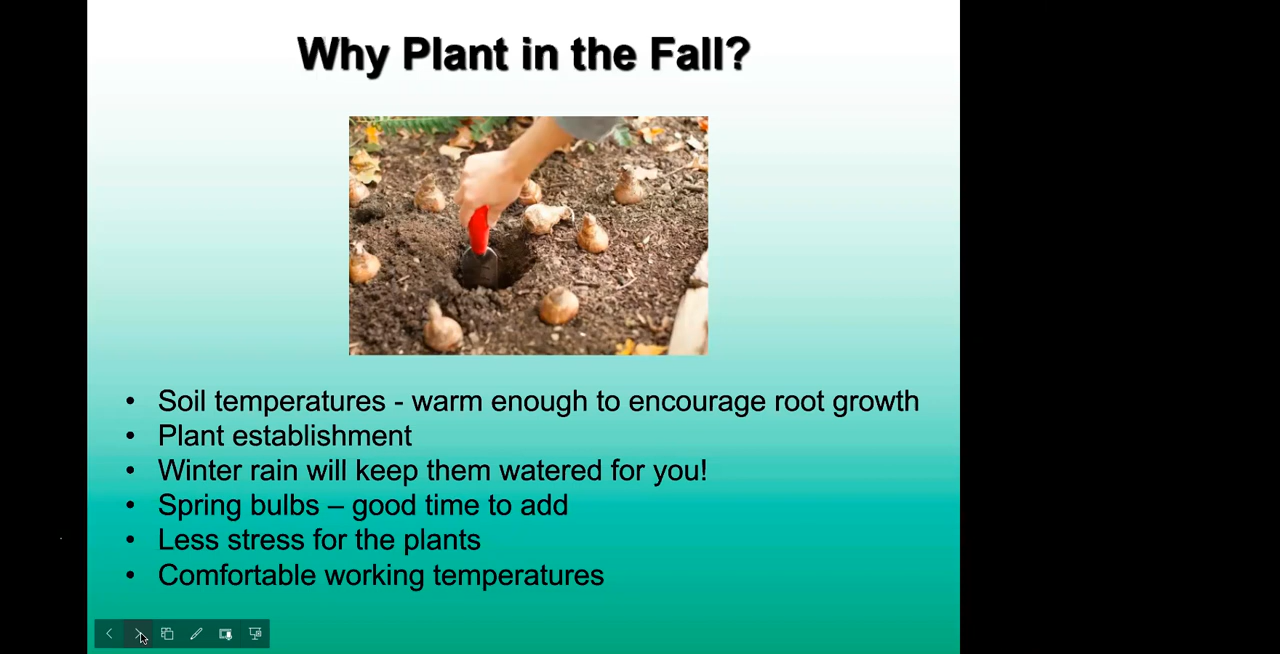 Why Plant in the Fall?
• Soil temperatures - warm enough to encourage root growth
• Plant establishment
• Winter rain will keep them watered for you!
• Spring bulbs – good time to add
• Less stress for the plants
• Comfortable working temperatures